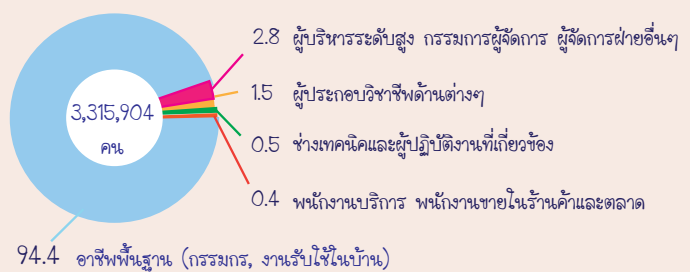 2.8 ผู้บริหารระดับสูง กรรมการผู้จัดการ ผู้จัดการฝ่ายอื่นๆ
1.5 ผู้ประกอบวิชาชีพด้านต่างๆ
3,315,904
คน
0.5 ช่างเทคนิคและผู้ปฏิบัติงานที่เกี่ยวข้อง
0.4 พนักงานบริการ พนักงานขายในร้านค้าและตลาด
94.4 อาชีพพื้นฐาน (กรรมกร, งานรับใช้ในบ้าน)